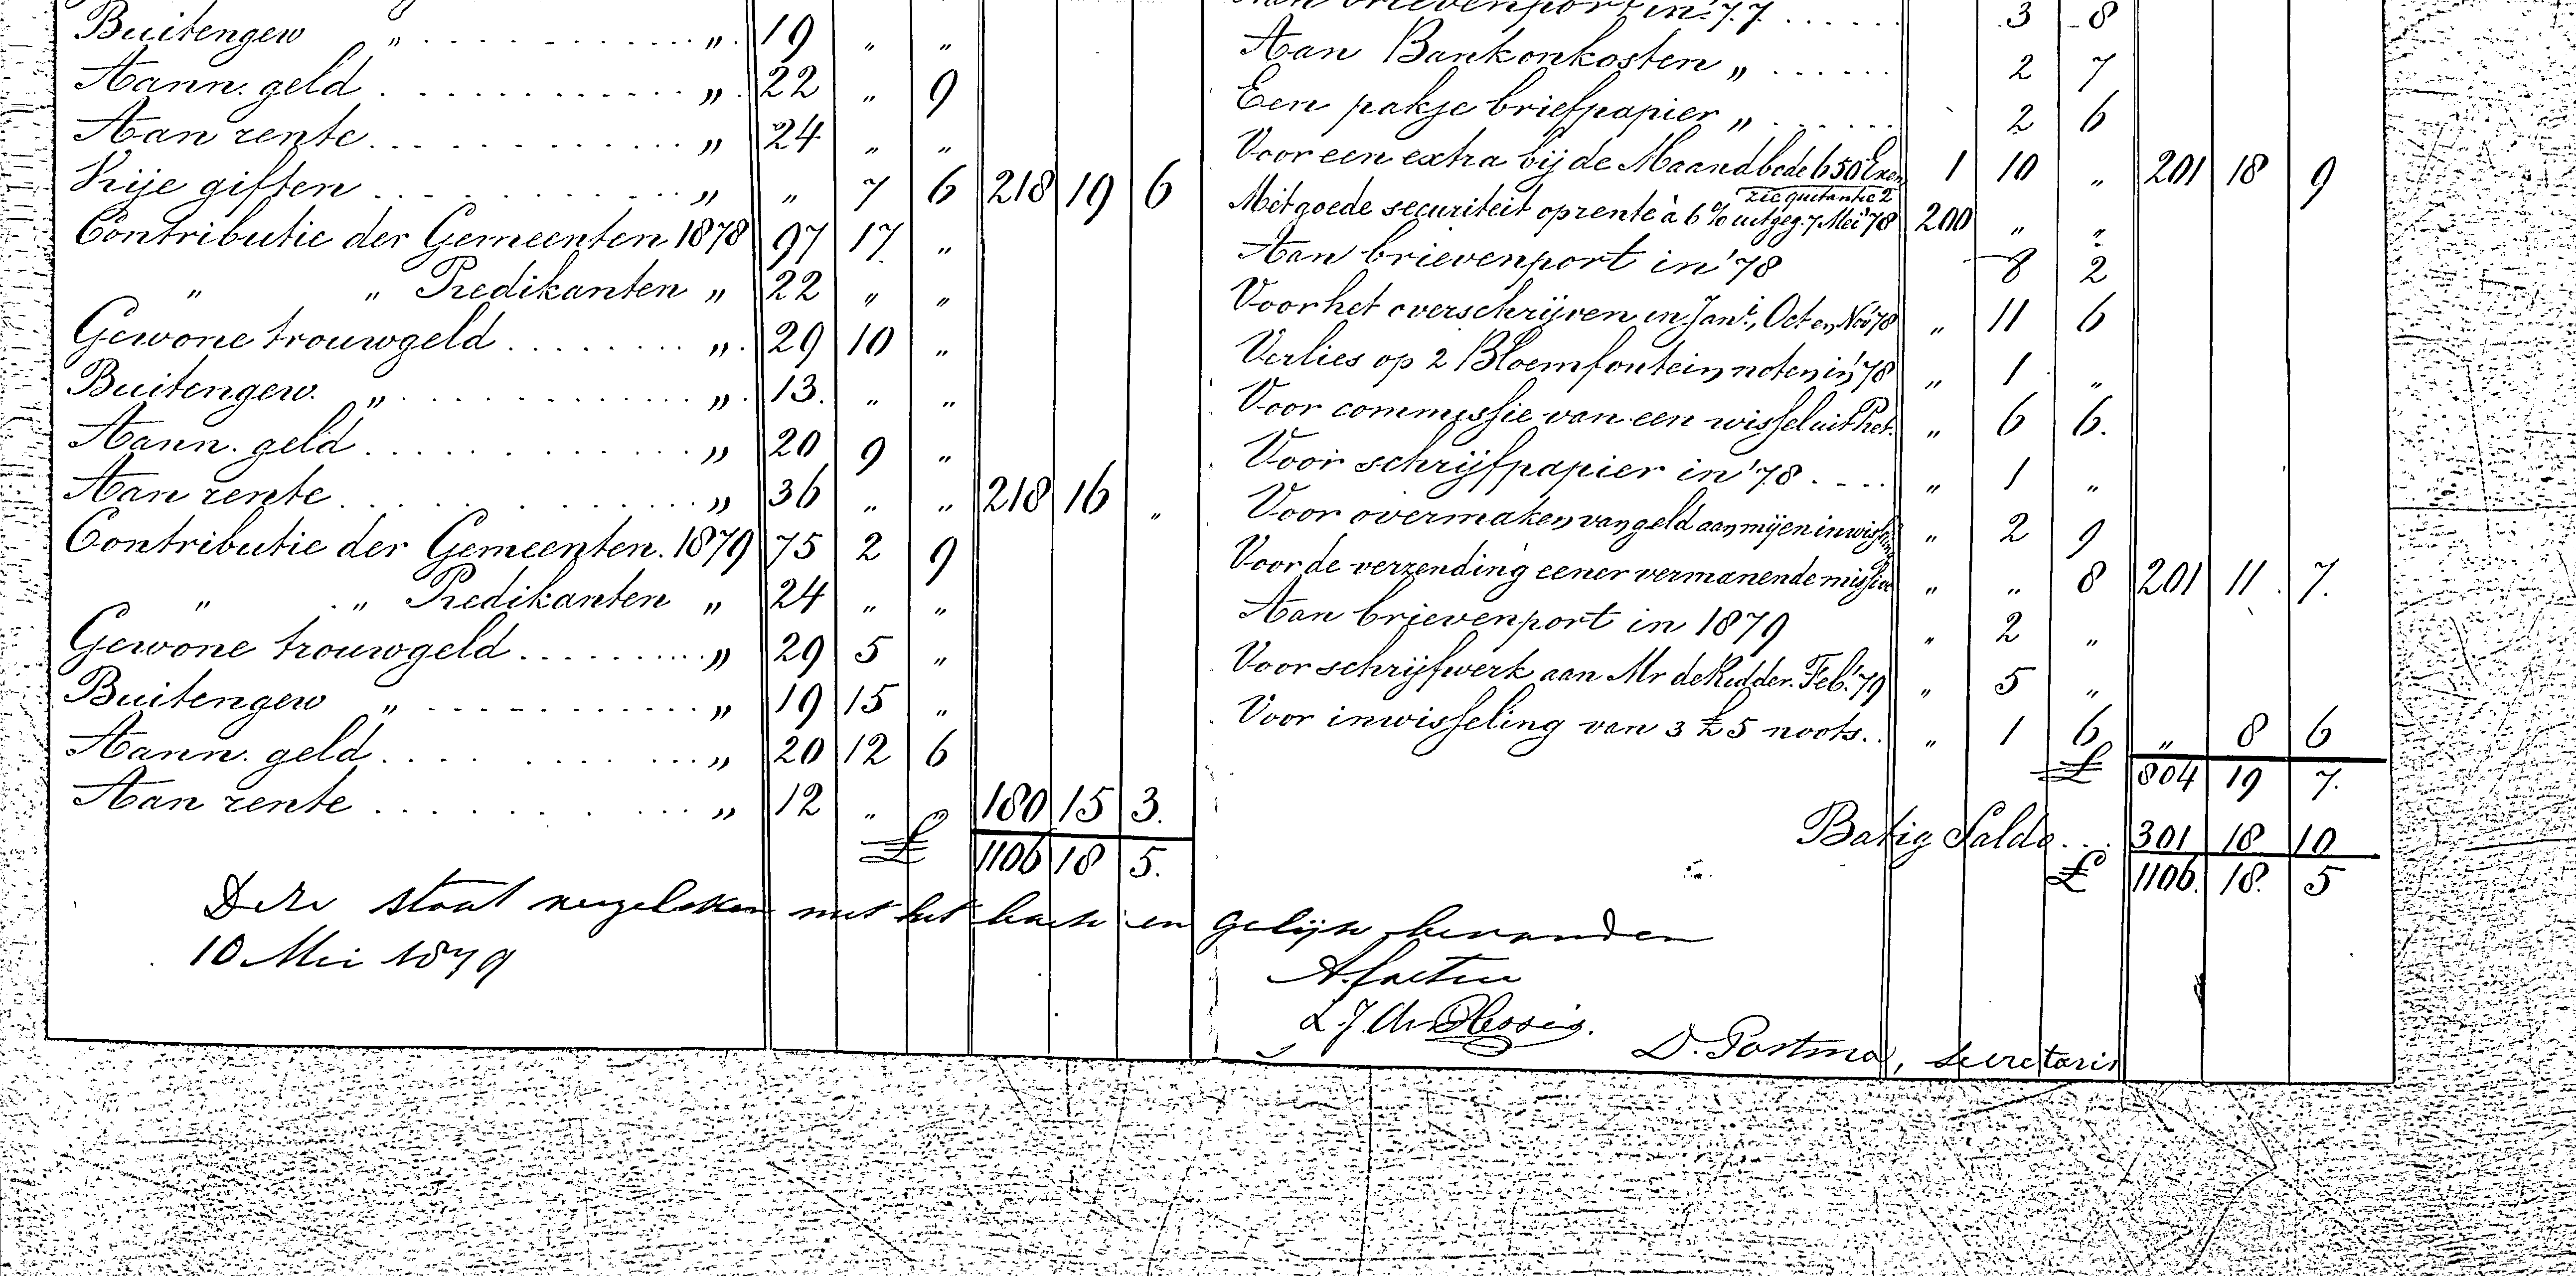 Buitengew " . . . . . . . . . . " . 19 " "
Aann. geld . . . . . . . . . . " . 22 " 9
Aan rente . . . . . . . . . . " 24 " "
Vrije giften . . . . . . . . . . " " 7 6 218 19 6
Contributie der Gemeenten 1878 97 17 "
" " Predikanten " 22 " "
Gewone trouwgeld . . . . . . . . " . 29 10 "
Buitengew. " . . . . . . . . . . " . 13. " "
Aann. geld . . . . . . . . . . " 20 9 "
Aan rente . . . . . . . . . . " 36 " " 218 16 "
Contributie der Gemeenten. 1879 75 2 9
" " Predikanten " 24 " "
Gewone trouwgeld . . . . . . . . " 29 5 "
Buitengew " . . . . . . . . . . " 19 15 "
Aann. geld . . . . . . . . . . " 20 12 6
Aan rente . . . . . . . . . . " 12 " " 180 15 3.
£ 1106 18 5.
Aan brievenport in '77 . . . . . . 3 8
Aan Bankonkosten " . . . . . . 2 7
Een pakje briefpapier " . . . . . . 2 6
Voor een extra bij de Maandbode 650 Exen 1 10 " 201 18 9
zie quitantie 2
Met goede securiteit op rente à 6 % uitgeg. 7 Mei '78 200 " "
Aan brievenport in '78 8 2
Voor het overschrijven in Jan., Oct en Nov '78 " 11 6
Verlies op 2 Bloemfontein noten in '78 " 1 "
Voor commissie van een wissel uit Ret. " 6 6.
Voor schrijfpapier in '78 . . . . " 1 "
Voor overmaken van geld aan mij en inwisseling " 2 9
Voor de verzending eener vermanende missive " " 8 201 11 7.
Aan brievenport in 1879 " 2 "
Voor schrijfwerk aan Mr de Ridder. Feb. '79 " 5 "
Voor inwisseling van 3 £ 5 noots. . " 1 6 " 8 6
£ 804 19 7.
Batig Saldo . . . 301 18 10
£ 1106. 18. 5
Deze staat vergeleken met het boek en gelijk bevonden
10 Mei 1879
L. J. du Plessis.
D. Postma, secretaris